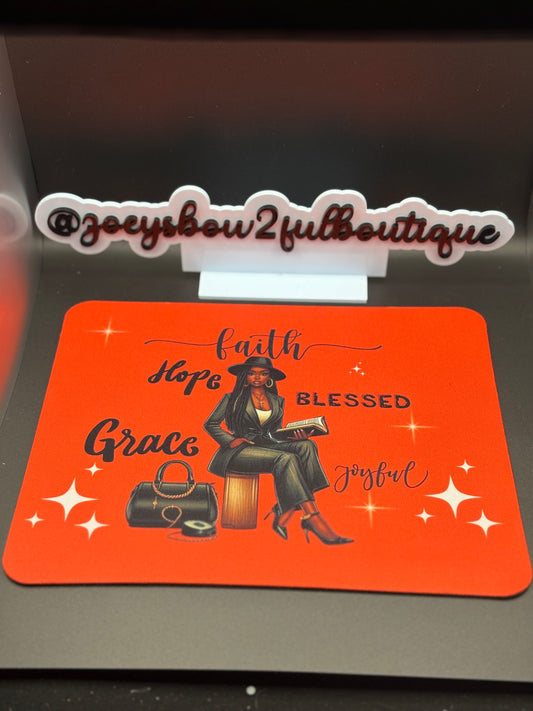 @zoeysbow2fulboutique
faith
Hope
BLESSED
Grace
Joyful